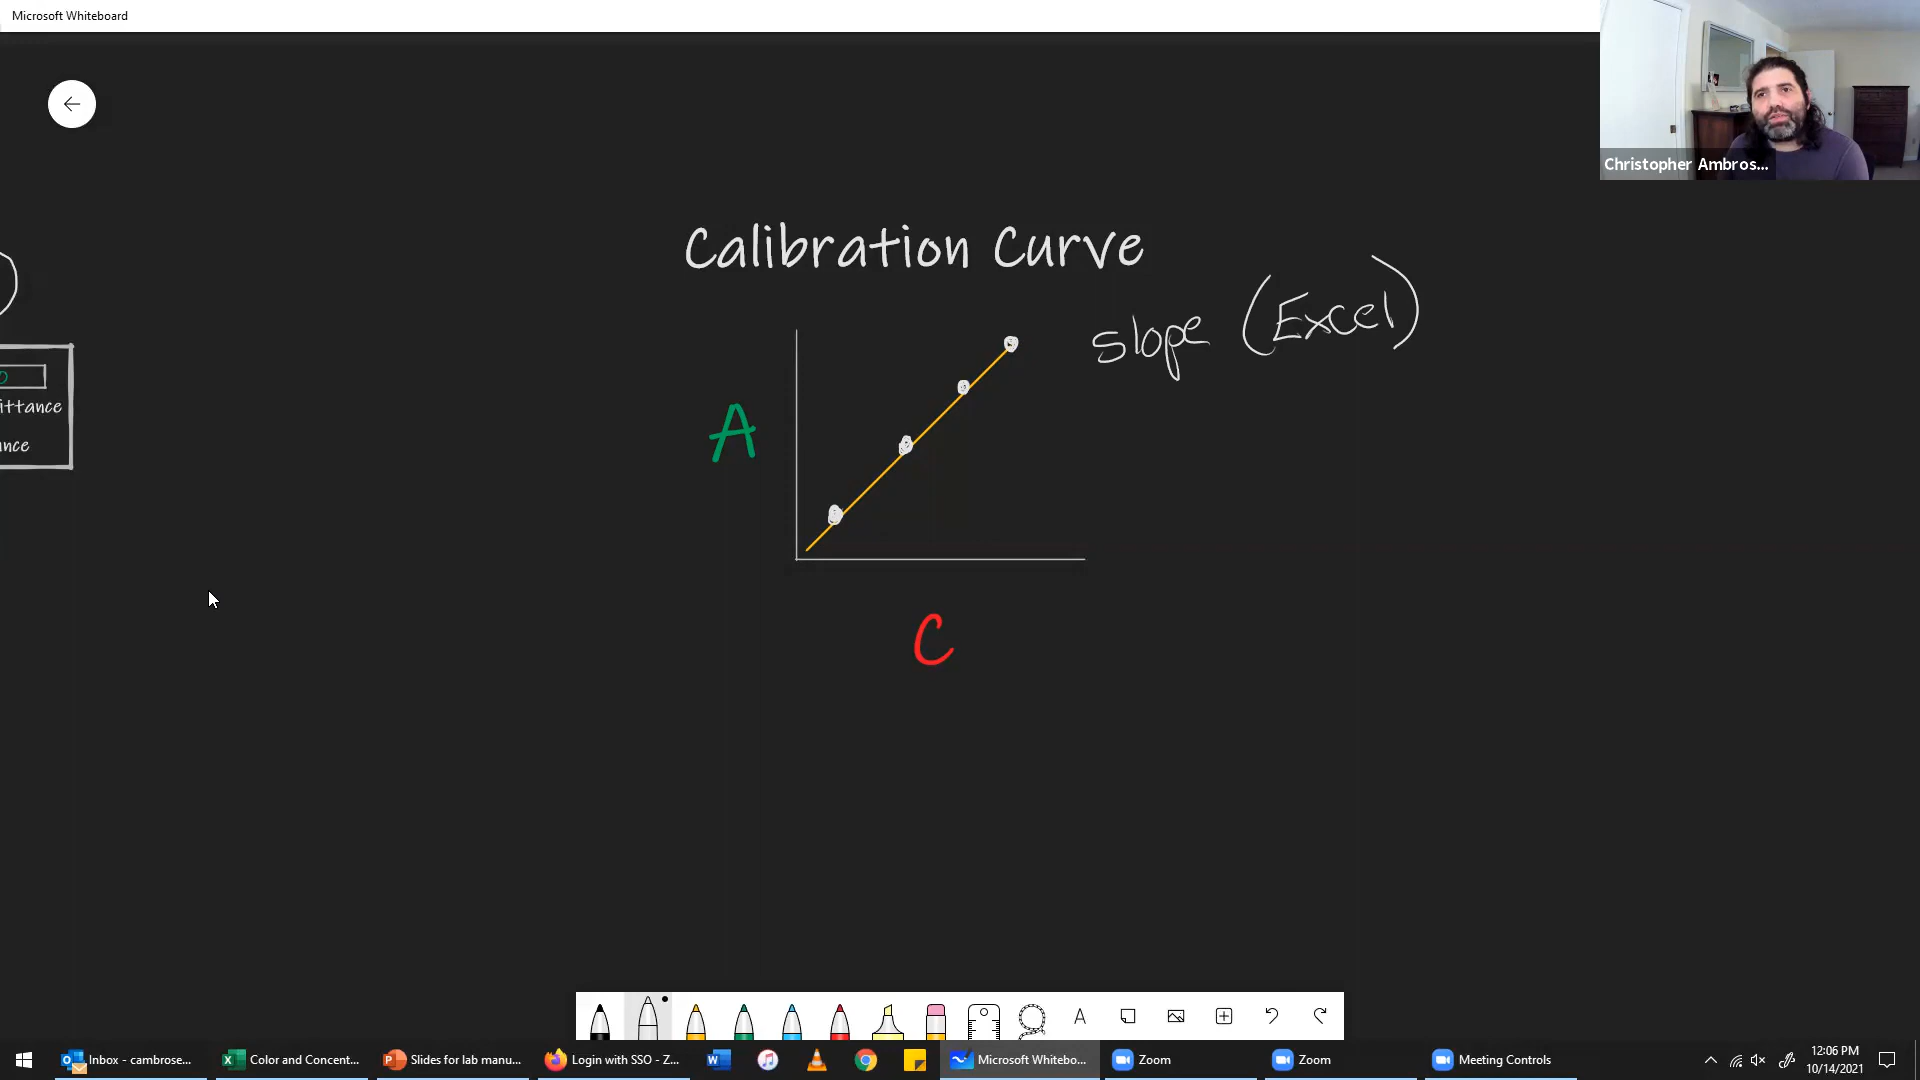 Microsoft Whiteboard
Christopher Ambros...
Calibration Curve
slope (Excel)
A
C
ittance
nce
A
Inbox - cambrose...
Color and Concent...
Slides for lab manu...
Login with SSO - Z...
Microsoft Whitebo...
Zoom
Zoom
Meeting Controls
12:06 PM
10/14/2021